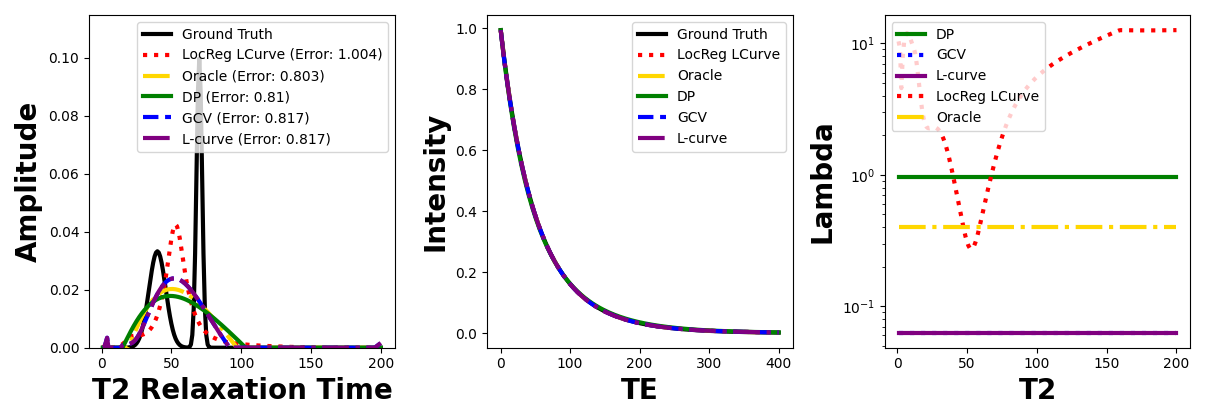 Amplitude
0.10
0.08
0.06
0.04
0.02
0.00
0
50
100
150
200
T2 Relaxation Time
Ground Truth
LocReg LCurve (Error: 1.004)
Oracle (Error: 0.803)
DP (Error: 0.81)
GCV (Error: 0.817)
L-curve (Error: 0.817)
Intensity
1.0
0.8
0.6
0.4
0.2
0.0
0
100
200
300
400
TE
Ground Truth
LocReg LCurve
Oracle
DP
GCV
L-curve
Lambda
10¹
10⁰
10⁻¹
0
50
100
150
200
T2
DP
GCV
L-curve
LocReg LCurve
Oracle